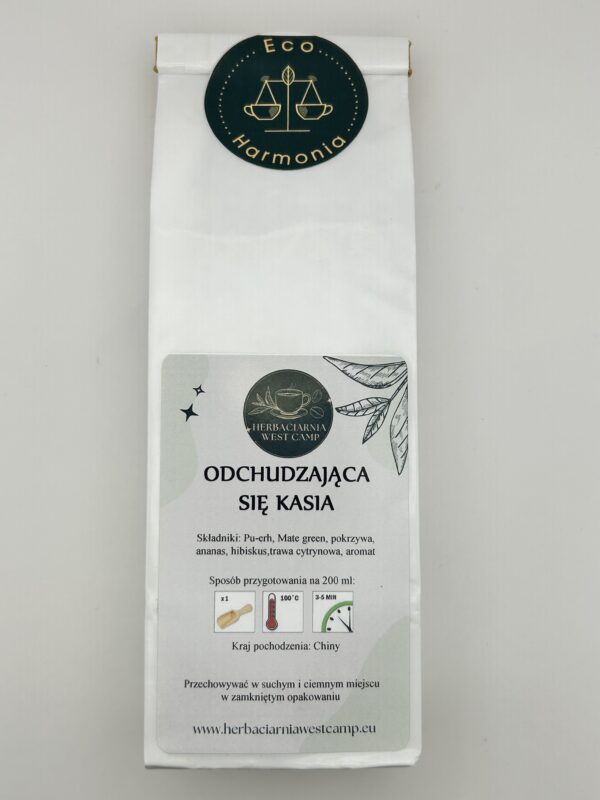 Eco
Harmonia
HERBACIARNIA
WEST CAMP
ODCHUDZAJĄCA
SIĘ KASIA
Składniki: Pu-erh, Mate green, pokrzywa,
ananas, hibiskus,trawa cytrynowa, aromat
Sposób przygotowania na 200 ml:
x 1 100°C 3-5 MIN
Kraj pochodzenia: Chiny
Przechowywać w suchym i ciemnym miejscu
w zamkniętym opakowaniu
www.herbaciarniawestcamp.eu